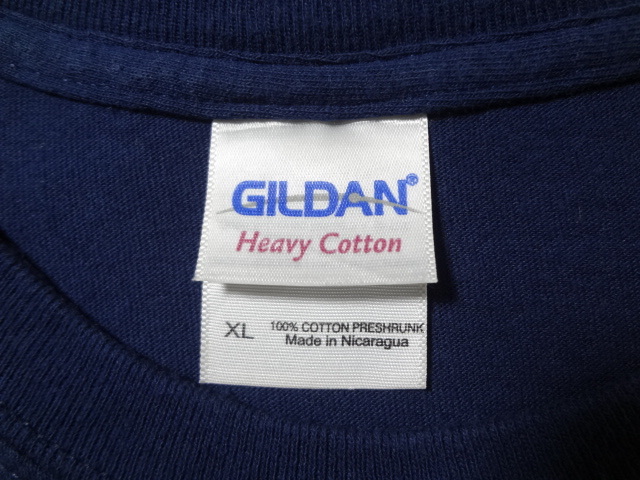 GILDAN®
Heavy Cotton
XL 100% COTTON PRESHRUNK
Made in Nicaragua